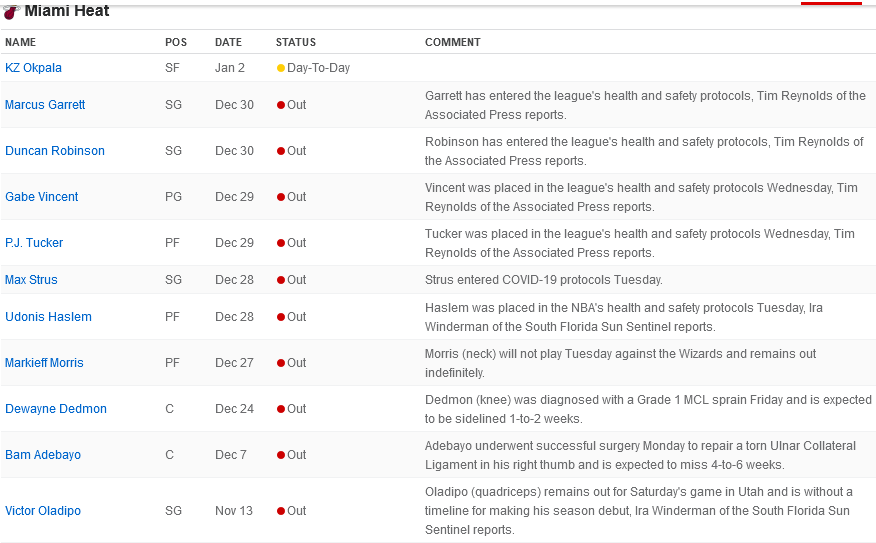 Miami Heat
NAME POS DATE STATUS COMMENT
KZ Okpala SF Jan 2 Day-To-Day
Marcus Garrett SG Dec 30 Out Garrett has entered the league's health and safety protocols, Tim Reynolds of the
Associated Press reports.
Duncan Robinson SG Dec 30 Out Robinson has entered the league's health and safety protocols, Tim Reynolds of
the Associated Press reports.
Gabe Vincent PG Dec 29 Out Vincent was placed in the league's health and safety protocols Wednesday, Tim
Reynolds of the Associated Press reports.
P.J. Tucker PF Dec 29 Out Tucker was placed in the league's health and safety protocols Wednesday, Tim
Reynolds of the Associated Press reports.
Max Strus SG Dec 28 Out Strus entered COVID-19 protocols Tuesday.
Udonis Haslem PF Dec 28 Out Haslem was placed in the NBA's health and safety protocols Tuesday, Ira
Winderman of the South Florida Sun Sentinel reports.
Markieff Morris PF Dec 27 Out Morris (neck) will not play Tuesday against the Wizards and remains out
indefinitely.
Dewayne Dedmon C Dec 24 Out Dedmon (knee) was diagnosed with a Grade 1 MCL sprain Friday and is expected
to be sidelined 1-to-2 weeks.
Bam Adebayo C Dec 7 Out Adebayo underwent successful surgery Monday to repair a torn Ulnar Collateral
Ligament in his right thumb and is expected to miss 4-to-6 weeks.
Victor Oladipo SG Nov 13 Out Oladipo (quadriceps) remains out for Saturday's game in Utah and is without a
timeline for making his season debut, Ira Winderman of the South Florida Sun
Sentinel reports.